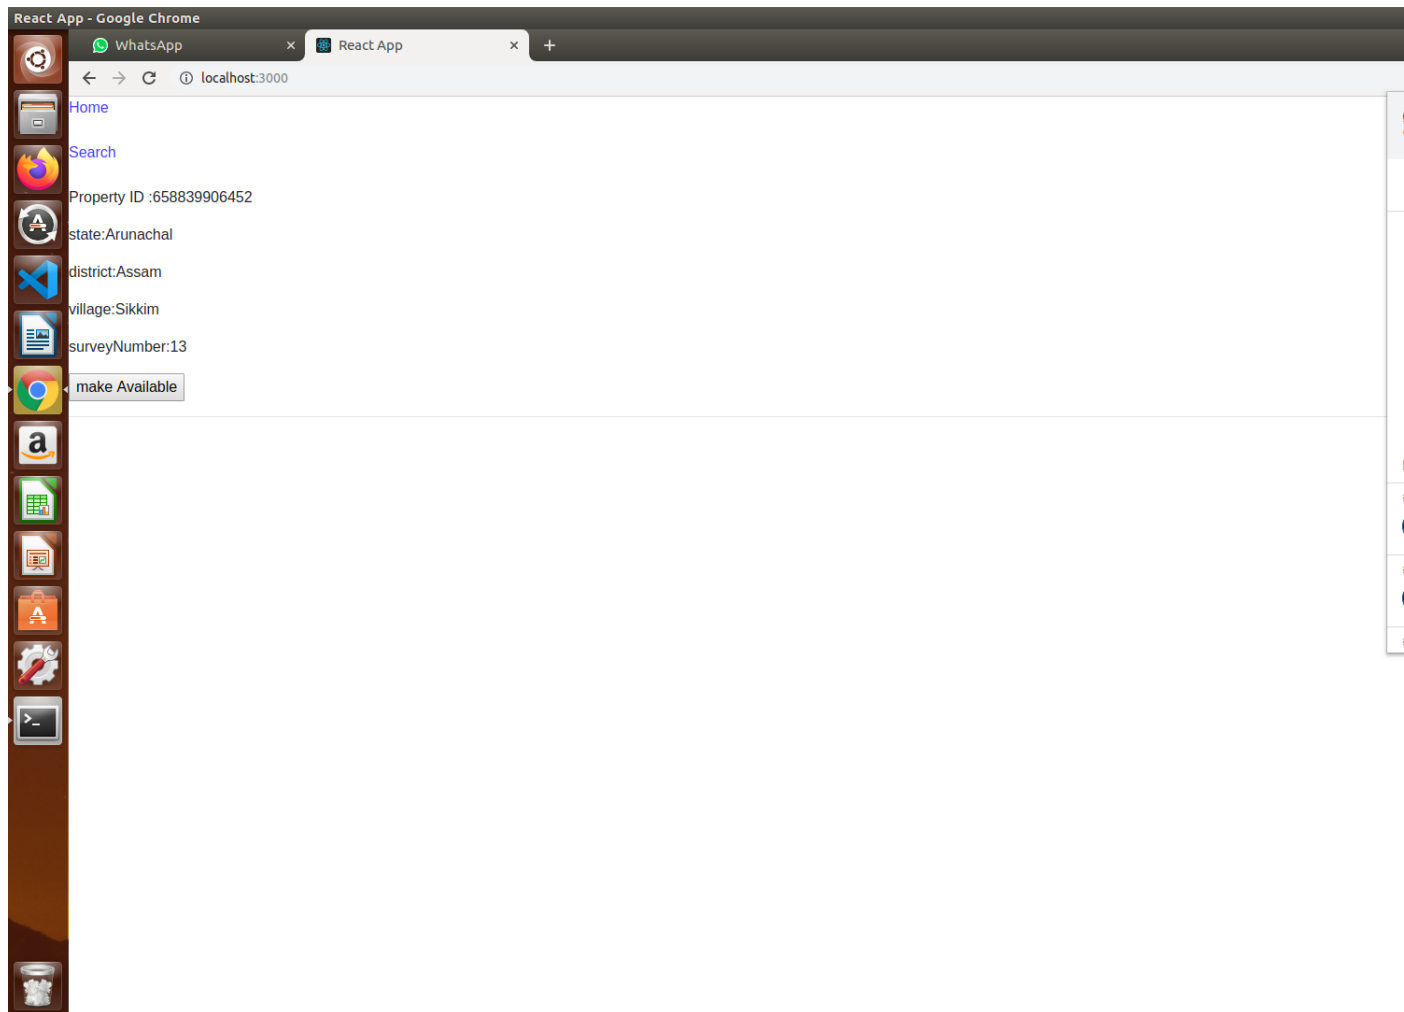 React App - Google Chrome
WhatsApp
React App
localhost:3000
Home
Search
Property ID :658839906452
state:Arunachal
district:Assam
village:Sikkim
surveyNumber:13
make Available